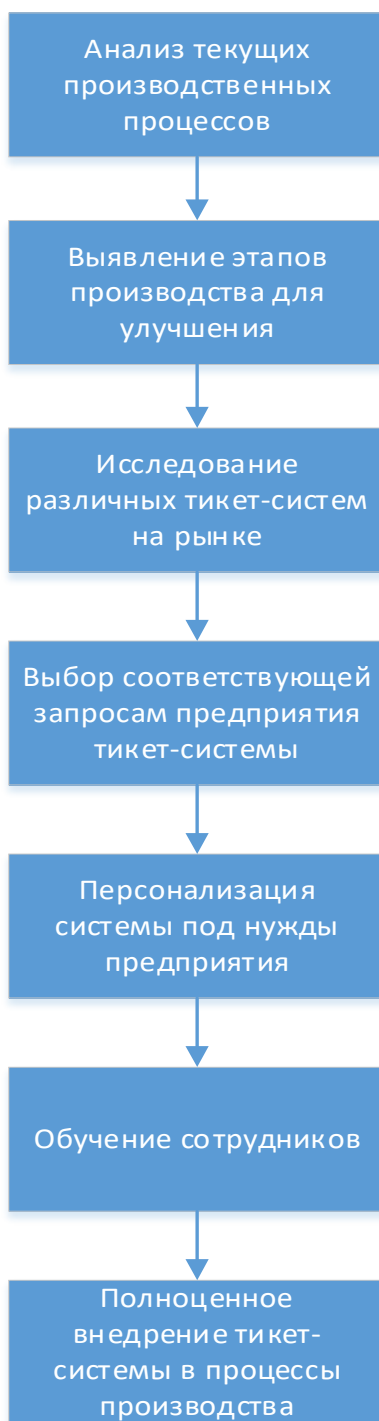 Анализ текущих
производственных
процессов
Выявление этапов
производства для
улучшения
Исследование
различных тикет-систем
на рынке
Выбор соответствующей
запросам предприятия
тикет-системы
Персонализация
системы под нужды
предприятия
Обучение сотрудников
Полноценное
внедрение тикет-
системы в процессы
производства